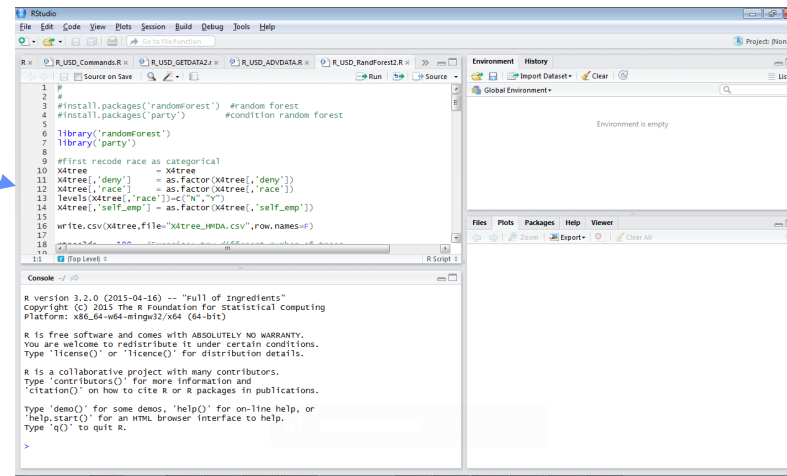 RStudio
File Edit Code View Plots Session Build Debug Tools Help
Go to file/function
Project: (Non
R R_USD_Commands.R R_USD_GETDATA2.r R_USD_ADVDATA.R R_USD_RandForest2.R
Source on Save Run Source
1 #
2 #
3 #install.packages('randomForest') #random forest
4 #install.packages('party') #condition random forest
5
6 library('randomForest')
7 library('party')
8
9 #first recode race as categorical
10 X4tree = X4tree
11 X4tree[,'deny'] = as.factor(X4tree[,'deny'])
12 X4tree[,'race'] = as.factor(X4tree[,'race'])
13 levels(X4tree[,'race'])=c("N","Y")
14 X4tree[,'self_emp'] = as.factor(X4tree[,'self_emp'])
15
16 write.csv(X4tree,file="X4tree_HMDA.csv",row.names=F)
17
18
1:1 (Top Level) R Script
Console ~/
R version 3.2.0 (2015-04-16) -- "Full of Ingredients"
Copyright (C) 2015 The R Foundation for Statistical Computing
Platform: x86_64-w64-mingw32/x64 (64-bit)
R is free software and comes with ABSOLUTELY NO WARRANTY.
You are welcome to redistribute it under certain conditions.
Type 'license()' or 'licence()' for distribution details.
R is a collaborative project with many contributors.
Type 'contributors()' for more information and
'citation()' on how to cite R or R packages in publications.
Type 'demo()' for some demos, 'help()' for on-line help, or
'help.start()' for an HTML browser interface to help.
Type 'q()' to quit R.
>
Environment History
Import Dataset Clear Lis
Global Environment
Environment is empty
Files Plots Packages Help Viewer
Zoom Export Clear All